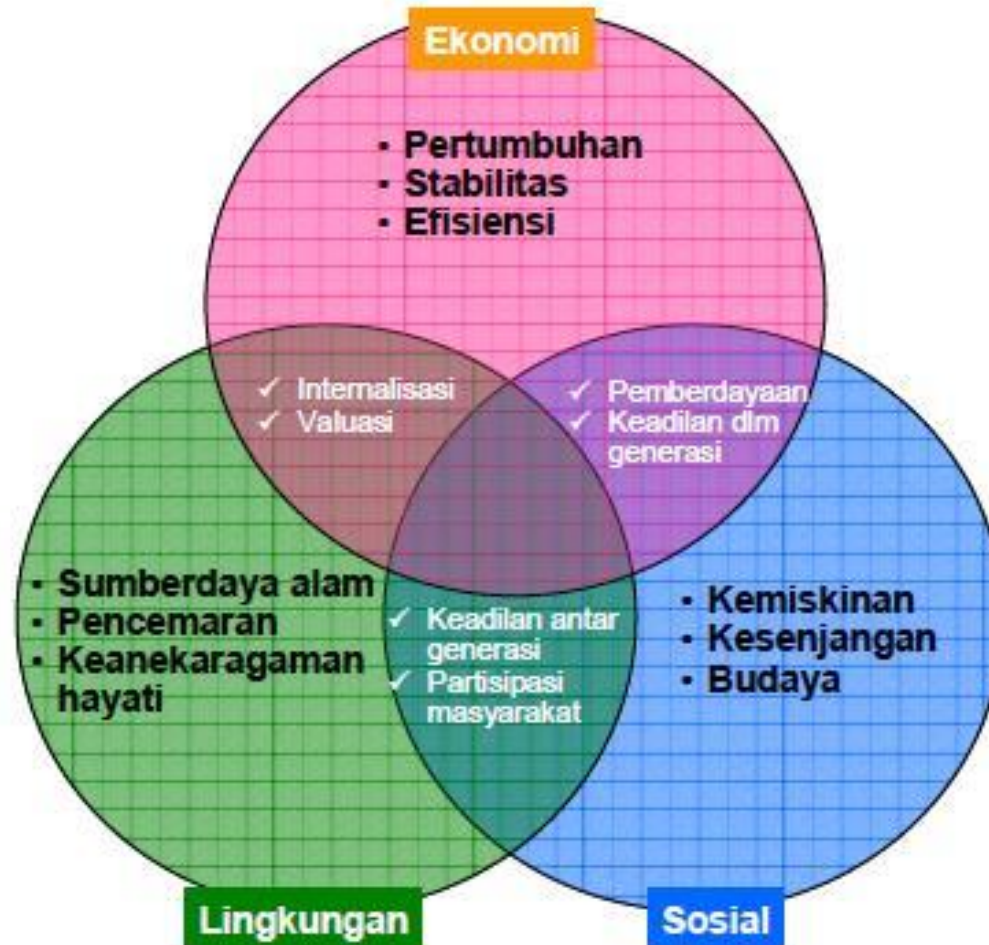 Ekonomi
▪ Pertumbuhan
▪ Stabilitas
▪ Efisiensi
✓ Internalisasi
✓ Valuasi
✓ Pemberdayaan
✓ Keadilan dlm
generasi
▪ Sumberdaya alam
▪ Pencemaran
▪ Keanekaragaman
hayati
✓ Keadilan antar
generasi
✓ Partisipasi
masyarakat
▪ Kemiskinan
▪ Kesenjangan
▪ Budaya
Lingkungan
Sosial